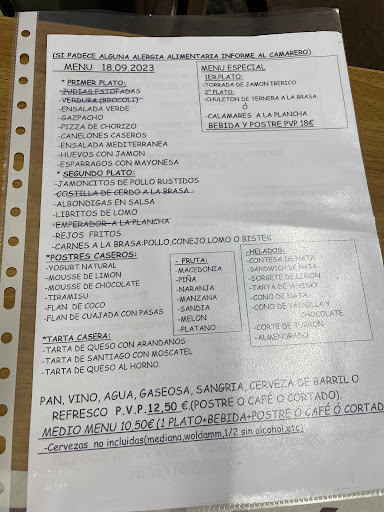 (SI PADECE ALGUNA ALERGIA ALIMENTARIA INFORME AL CAMARERO)
MENU 18.09.2023
* PRIMER PLATO:
-JUDIAS ESTOFADAS
-VERDURA (BROCOLI)
-ENSALADA VERDE
-GAZPACHO
-PIZZA DE CHORIZO
-CANELONES CASEROS
-ENSALADA MEDITERRANEA
-HUEVOS CON JAMON
-ESPARRAGOS CON MAYONESA
* SEGUNDO PLATO:
-JAMONCITOS DE POLLO RUSTIDOS
-COSTILLA DE CERDO A LA BRASA
-ALBONDIGAS EN SALSA
-LIBRITOS DE LOMO
-EMPERADOR A LA PLANCHA
-REJOS FRITOS
-CARNES A LA BRASA:POLLO,CONEJO,LOMO O BISTEK
MENU ESPECIAL
1ER PLATO:
-TORRADA DE JAMON IBERICO
2º PLATO:
-CHULETON DE TERNERA A LA BRASA
Ó
-CALAMARES A LA PLANCHA
BEBIDA Y POSTRE PVP 18€
*POSTRES CASEROS:
-YOGURT NATURAL
-MOUSSE DE LIMON
-MOUSSE DE CHOCOLATE
-TIRAMISU
-FLAN DE COCO
-FLAN DE CUAJADA CON PASAS
*TARTA CASERA:
-TARTA DE QUESO CON ARANDANOS
-TARTA DE SANTIAGO CON MOSCATEL
-TARTA DE QUESO AL HORNO
- FRUTA:
-MACEDONIA
-PIÑA
-NARANJA
-MANZANA
-SANDIA
-MELON
-PLATANO
-HELADOS:
-CONTESA DE NATA
-SANDWICH DE NATA
-SORBETE DE LIMON
-TARTA DE WHISKY
-CONO DE NATA
-CONO DE VAINILLA Y CHOCOLATE
-CORTE DE TURRON
-ALMENDRADO
PAN, VINO, AGUA, GASEOSA, SANGRIA, CERVEZA DE BARRIL O
REFRESCO P.V.P.12,50 €.(POSTRE O CAFÉ O CORTADO).
MEDIO MENU 10,50€ (1 PLATO+BEBIDA+POSTRE O CAFÉ Ó CORTAD
-Cervezas no incluidas(mediana,woldamm,1/2 sin alcohol,etc)